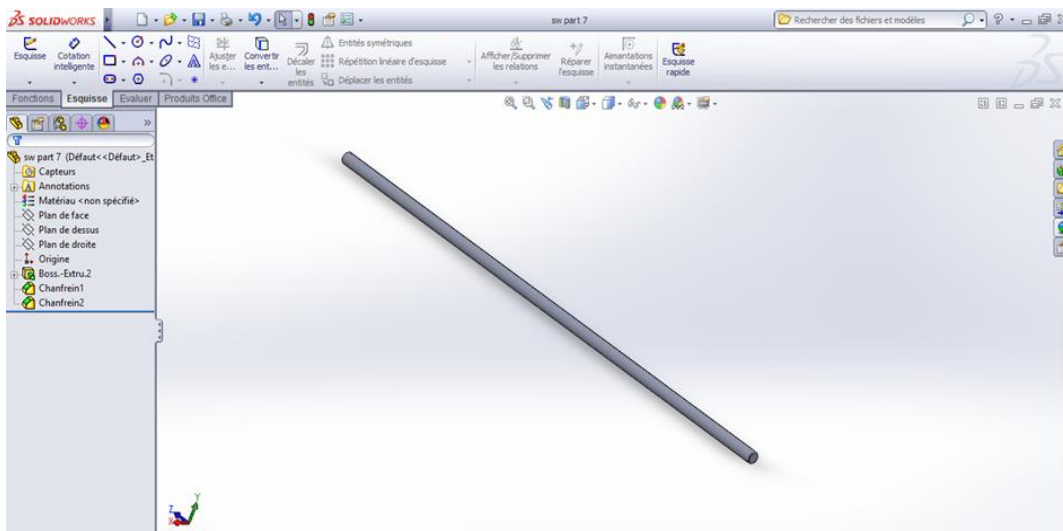 SOLIDWORKS
sw part 7
Rechercher des fichiers et modèles
Esquisse
Cotation intelligente
Ajuster les e...
Convertir les ent...
Décaler les entités
Entités symétriques
Répétition linéaire d'esquisse
Déplacer les entités
Afficher/Supprimer les relations
Réparer l'esquisse
Aimantations instantanées
Esquisse rapide
Fonctions
Esquisse
Evaluer
Produits Office
sw part 7 (Défaut<<Défaut>_Et
Capteurs
Annotations
Matériau <non spécifié>
Plan de face
Plan de dessus
Plan de droite
Origine
Boss.-Extru.2
Chanfrein1
Chanfrein2
Y
Z
X